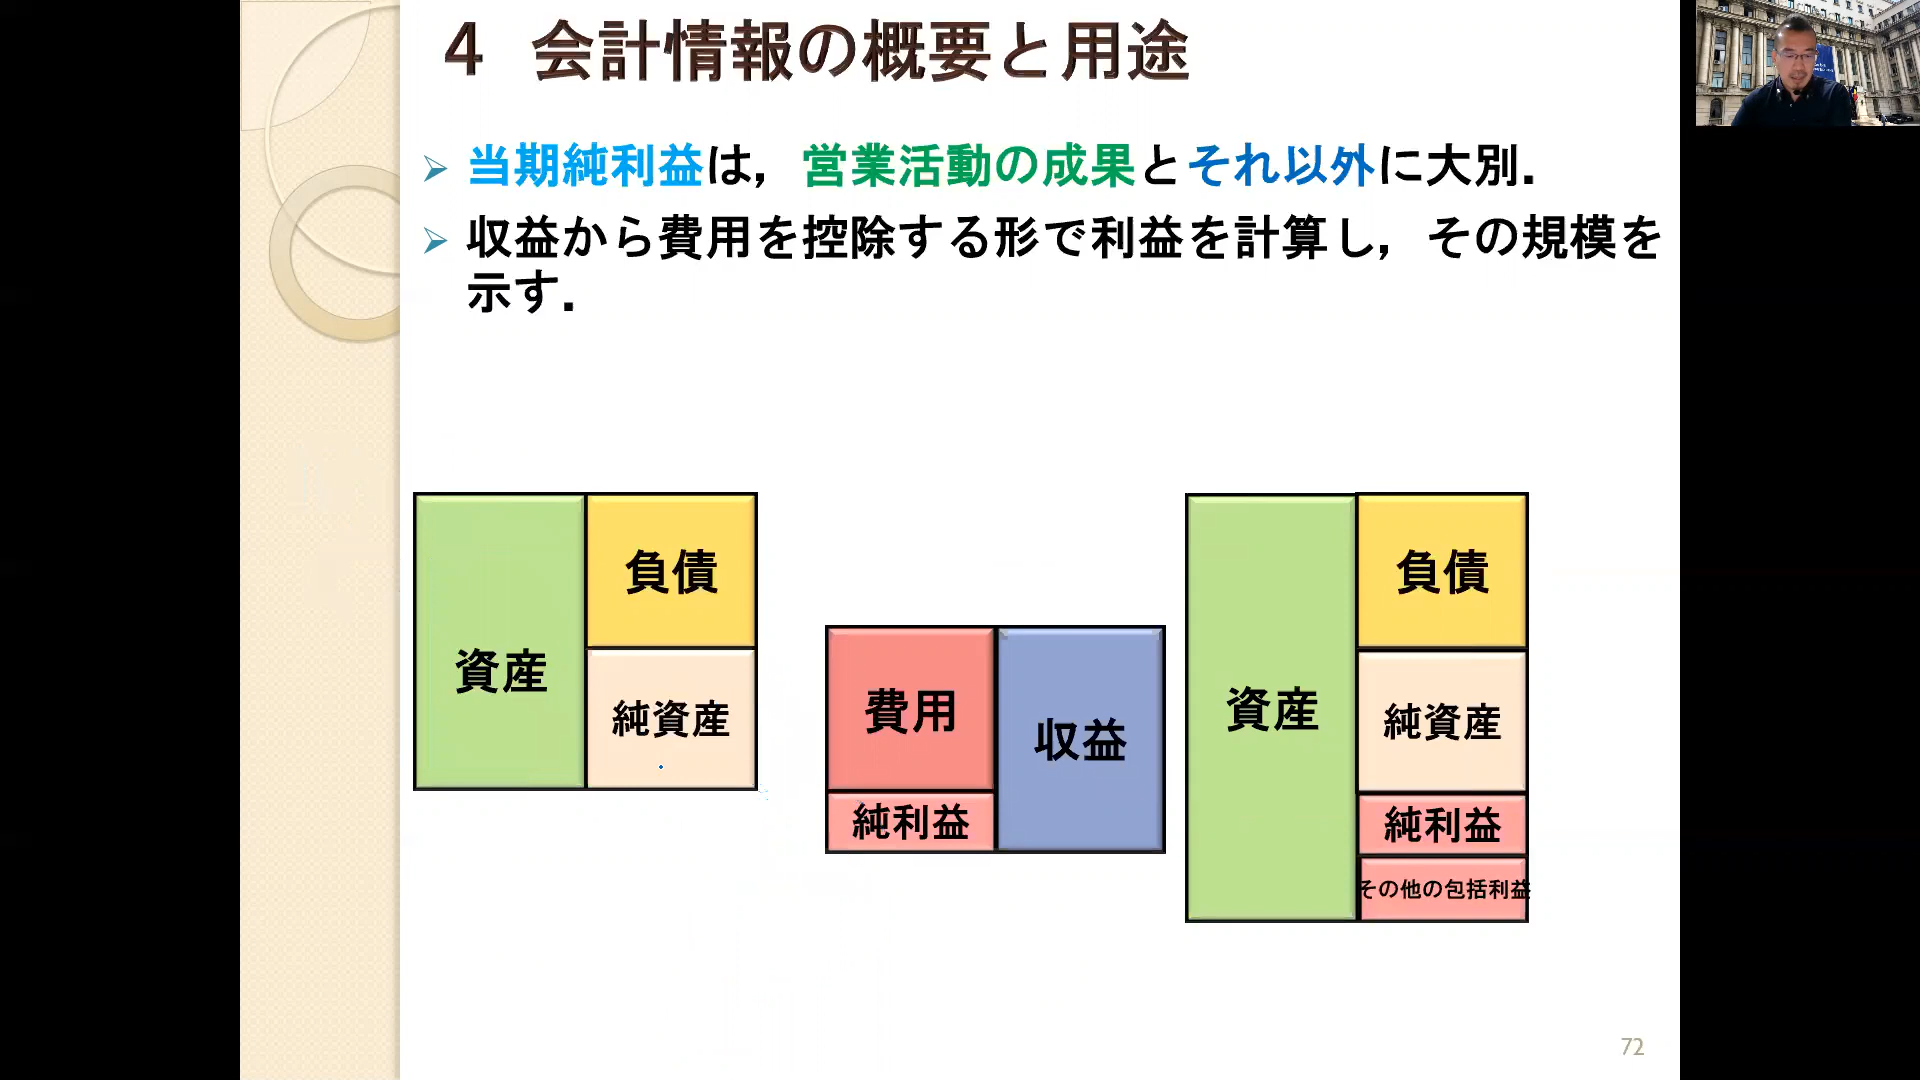 4 会計情報の概要と用途
当期純利益は，営業活動の成果とそれ以外に大別．
収益から費用を控除する形で利益を計算し，その規模を
示す．
資産
負債
純資産
費用
純利益
収益
資産
負債
純資産
純利益
その他の包括利益
72